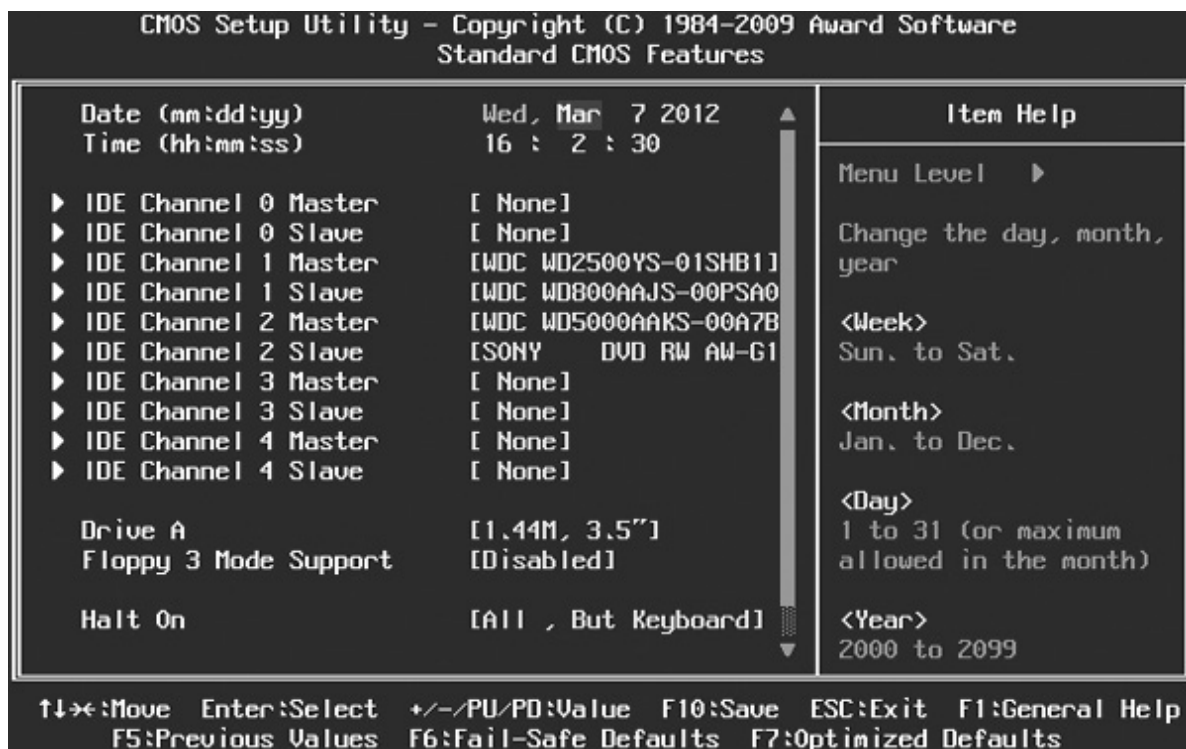 CMOS Setup Utility - Copyright (C) 1984-2009 Award Software
Standard CMOS Features
Date (mm:dd:yy) Wed, Mar 7 2012
Time (hh:mm:ss) 16 : 2 : 30
IDE Channel 0 Master [ None]
IDE Channel 0 Slave [ None]
IDE Channel 1 Master [WDC WD2500YS-01SHB1]
IDE Channel 1 Slave [WDC WD800AAJS-00PSA0
IDE Channel 2 Master [WDC WD5000AAKS-00A7B
IDE Channel 2 Slave [SONY DVD RW AW-G1
IDE Channel 3 Master [ None]
IDE Channel 3 Slave [ None]
IDE Channel 4 Master [ None]
IDE Channel 4 Slave [ None]
Drive A [1.44M, 3.5"]
Floppy 3 Mode Support [Disabled]
Halt On [All , But Keyboard]
Item Help
Menu Level ▶
Change the day, month,
year
<Week>
Sun. to Sat.
<Month>
Jan. to Dec.
<Day>
1 to 31 (or maximum
allowed in the month)
<Year>
2000 to 2099
↑↓→←:Move Enter:Select +/-/PU/PD:Value F10:Save ESC:Exit F1:General Help
F5:Previous Values F6:Fail-Safe Defaults F7:Optimized Defaults